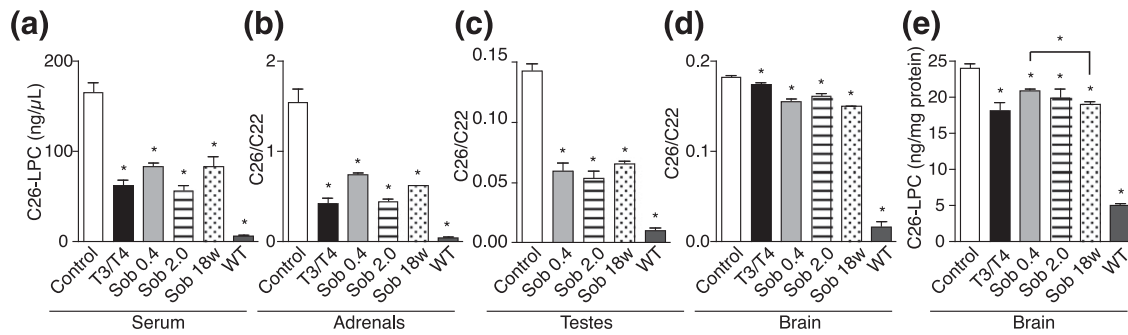 (a)
C26-LPC (ng/μL)
200
100
0
*
*
*
*
*
Control
T3/T4
Sob 0.4
Sob 2.0
Sob 18w
WT
Serum
(b)
C26/C22
2
1
0
*
*
*
*
*
Control
T3/T4
Sob 0.4
Sob 2.0
Sob 18w
WT
Adrenals
(c)
C26/C22
0.15
0.10
0.05
0.00
*
*
*
*
Control
Sob 0.4
Sob 2.0
Sob 18w
WT
Testes
(d)
C26/C22
0.2
0.1
0.0
*
*
*
*
*
Control
T3/T4
Sob 0.4
Sob 2.0
Sob 18w
WT
Brain
(e)
C26-LPC (ng/mg protein)
25
20
15
10
5
0
*
*
*
*
*
*
Control
T3/T4
Sob 0.4
Sob 2.0
Sob 18w
WT
Brain